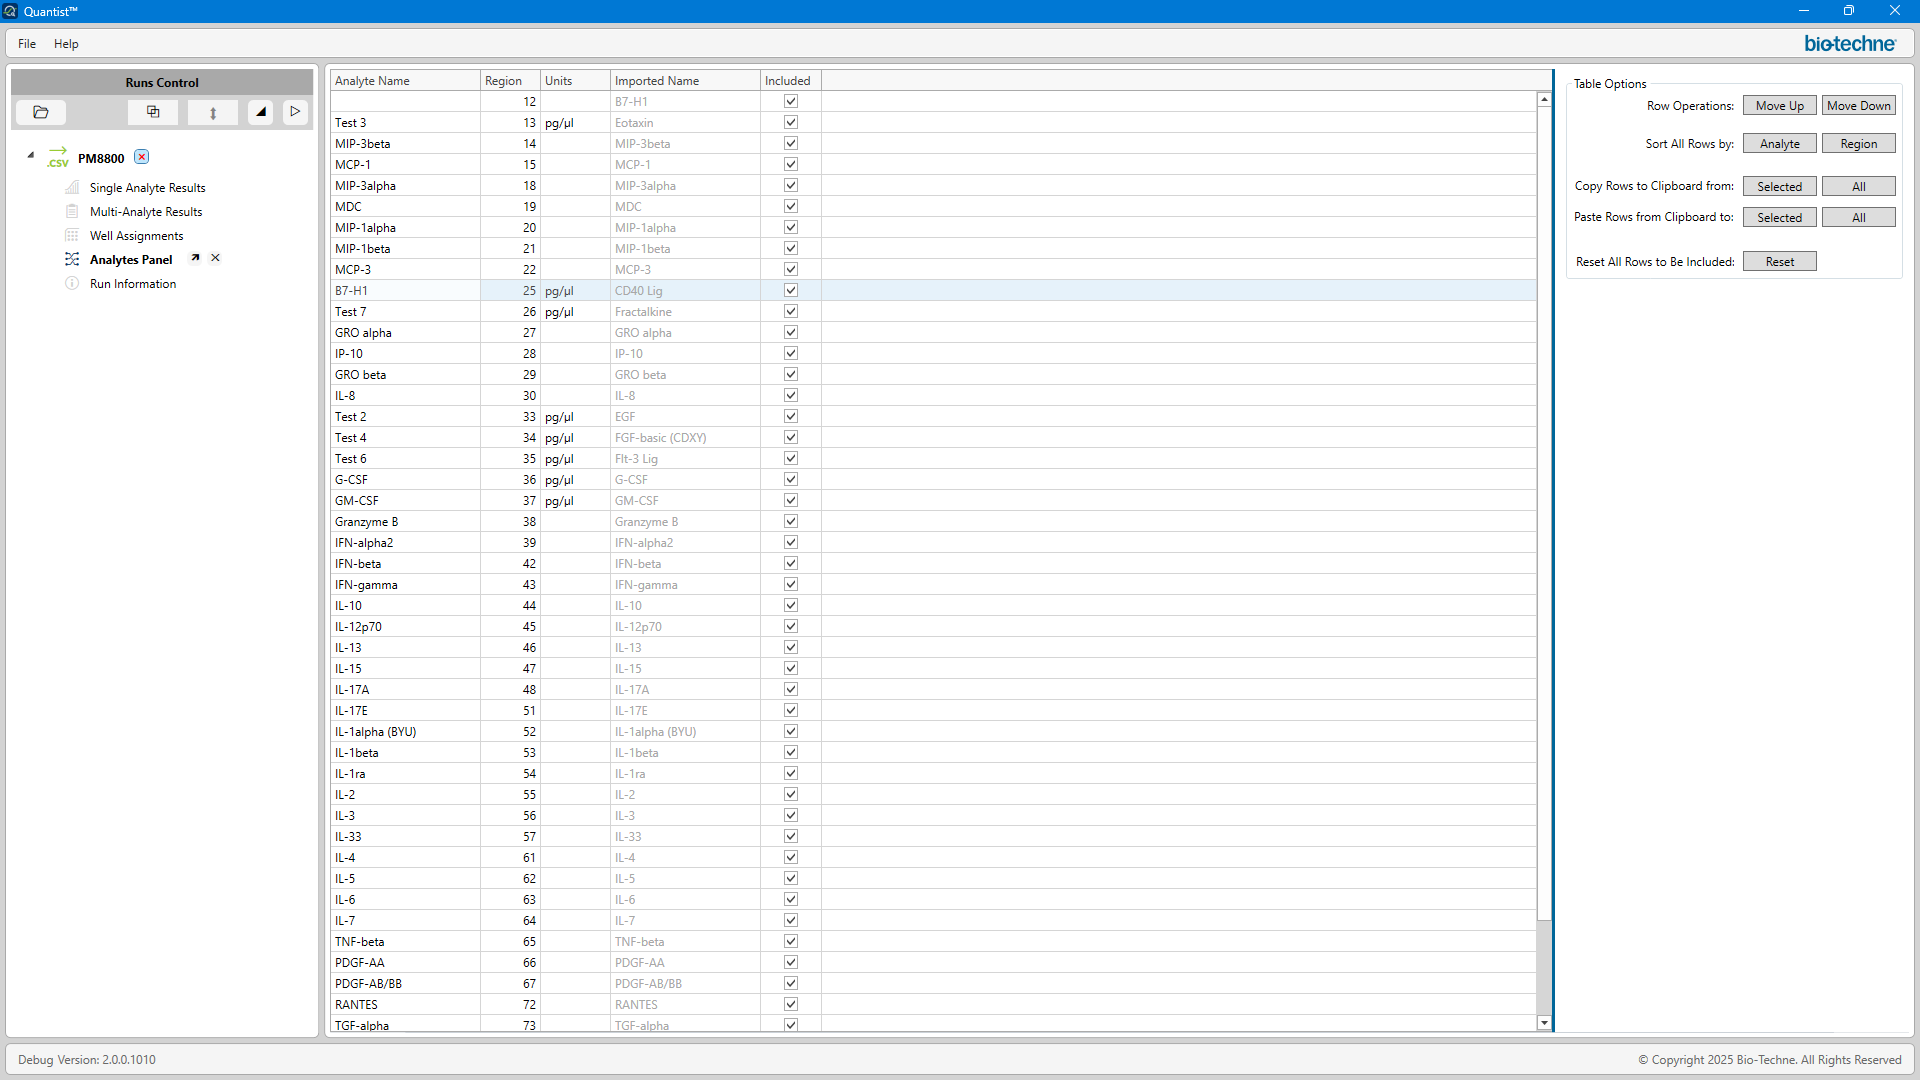 Quantist™
File Help
bio-techne
Runs Control
.CSV PM8800
Single Analyte Results
Multi-Analyte Results
Well Assignments
Analytes Panel
Run Information
Analyte Name Region Units Imported Name Included
12 B7-H1
Test 3 13 pg/µl Eotaxin
MIP-3beta 14 MIP-3beta
MCP-1 15 MCP-1
MIP-3alpha 18 MIP-3alpha
MDC 19 MDC
MIP-1alpha 20 MIP-1alpha
MIP-1beta 21 MIP-1beta
MCP-3 22 MCP-3
B7-H1 25 pg/µl CD40 Lig
Test 7 26 pg/µl Fractalkine
GRO alpha 27 GRO alpha
IP-10 28 IP-10
GRO beta 29 GRO beta
IL-8 30 IL-8
Test 2 33 pg/µl EGF
Test 4 34 pg/µl FGF-basic (CDXY)
Test 6 35 pg/µl Flt-3 Lig
G-CSF 36 pg/µl G-CSF
GM-CSF 37 pg/µl GM-CSF
Granzyme B 38 Granzyme B
IFN-alpha2 39 IFN-alpha2
IFN-beta 42 IFN-beta
IFN-gamma 43 IFN-gamma
IL-10 44 IL-10
IL-12p70 45 IL-12p70
IL-13 46 IL-13
IL-15 47 IL-15
IL-17A 48 IL-17A
IL-17E 51 IL-17E
IL-1alpha (BYU) 52 IL-1alpha (BYU)
IL-1beta 53 IL-1beta
IL-1ra 54 IL-1ra
IL-2 55 IL-2
IL-3 56 IL-3
IL-33 57 IL-33
IL-4 61 IL-4
IL-5 62 IL-5
IL-6 63 IL-6
IL-7 64 IL-7
TNF-beta 65 TNF-beta
PDGF-AA 66 PDGF-AA
PDGF-AB/BB 67 PDGF-AB/BB
RANTES 72 RANTES
TGF-alpha 73 TGF-alpha
Table Options
Row Operations: Move Up Move Down
Sort All Rows by: Analyte Region
Copy Rows to Clipboard from: Selected All
Paste Rows from Clipboard to: Selected All
Reset All Rows to Be Included: Reset
Debug Version: 2.0.0.1010
© Copyright 2025 Bio-Techne. All Rights Reserved